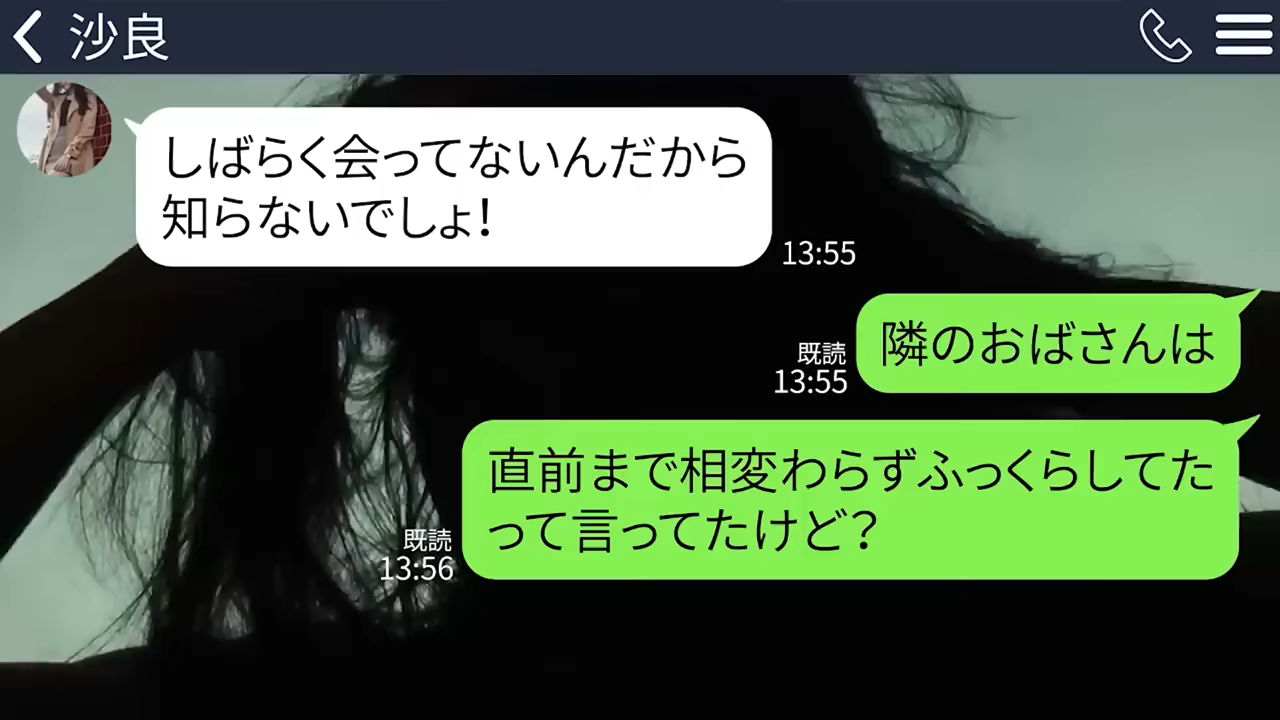 沙良
しばらく会ってないんだから
知らないでしょ!
13:55
隣のおばさんは
既読
13:55
直前まで相変わらずふっくらしてた
って言ってたけど?
既読
13:56